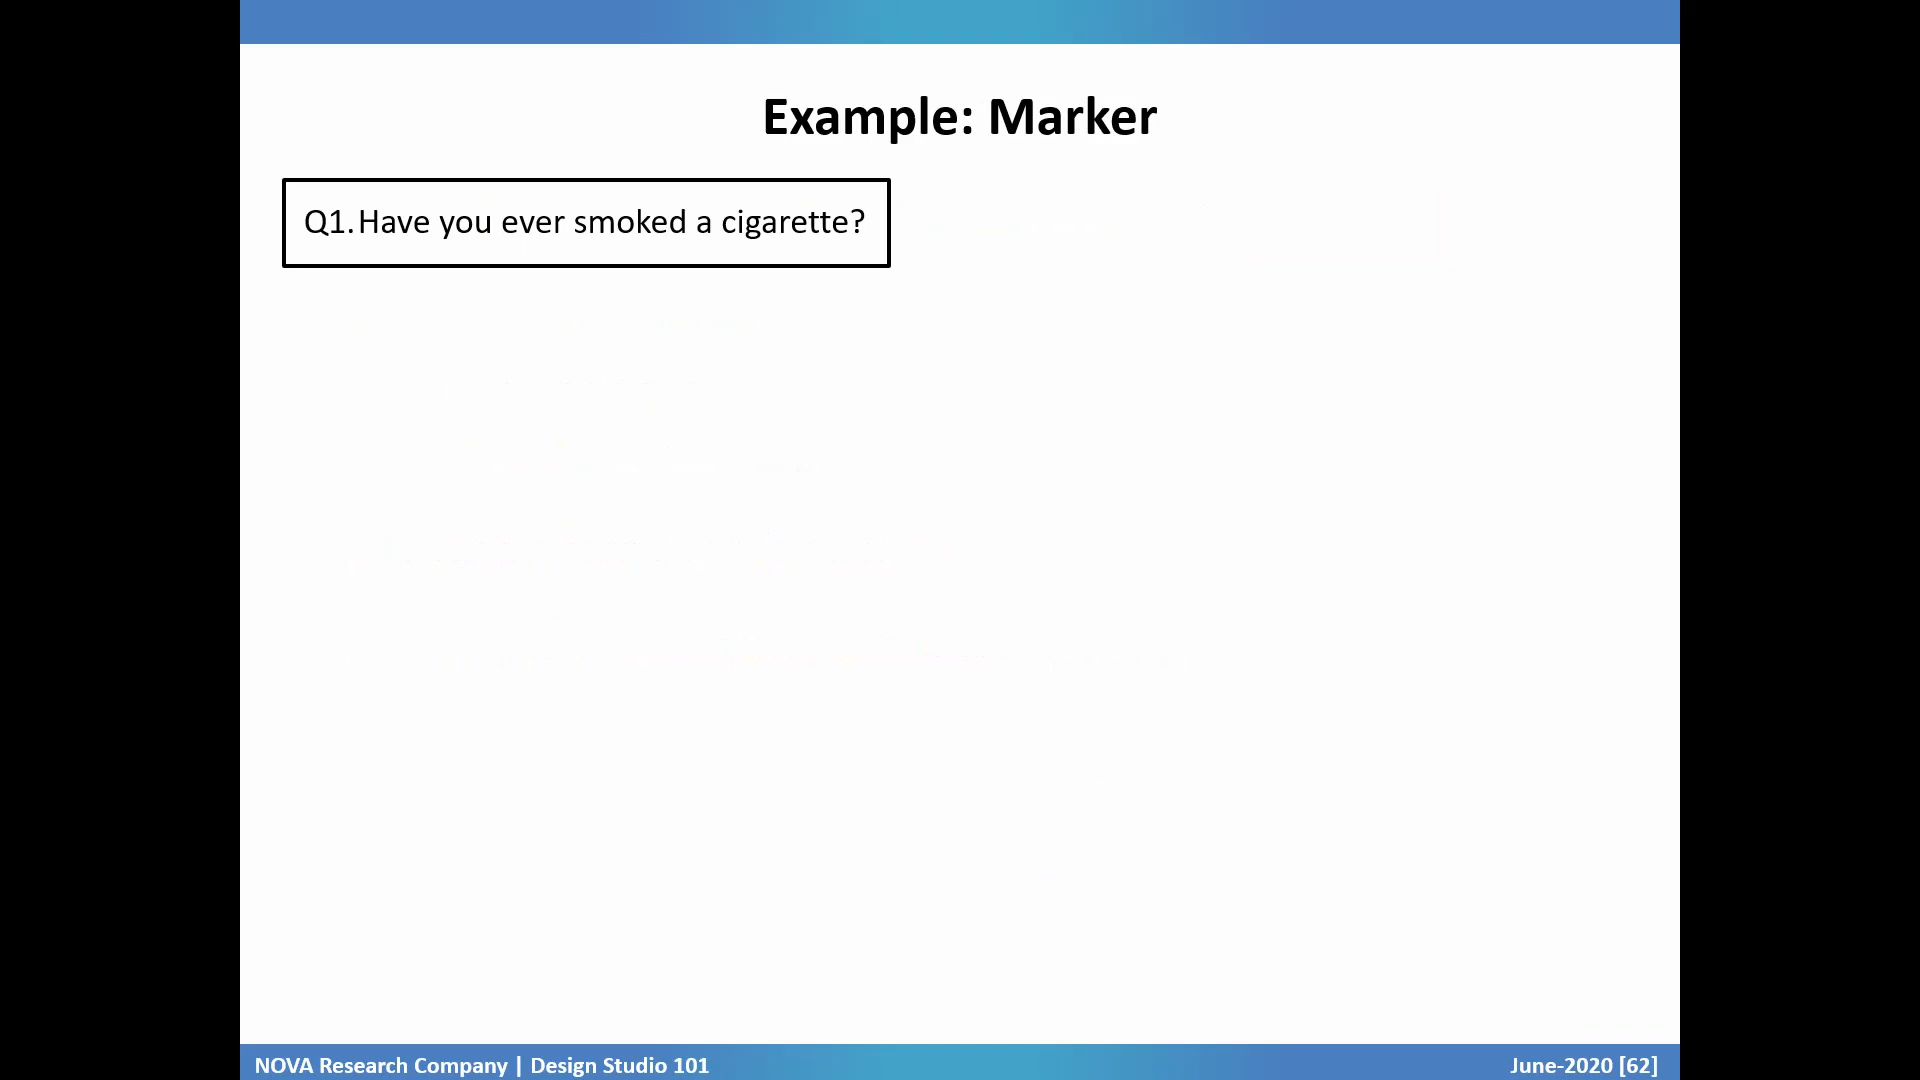 Example: Marker
Q1. Have you ever smoked a cigarette?
NOVA Research Company | Design Studio 101
June-2020 [62]